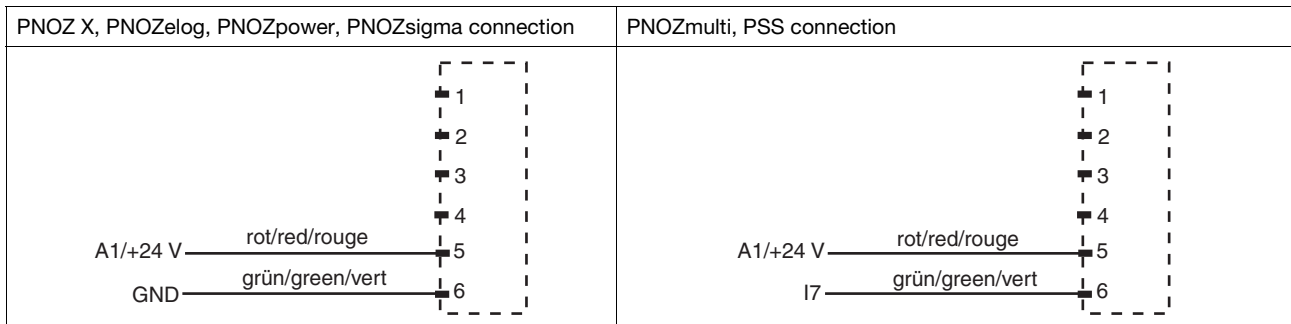 PNOZ X, PNOZelog, PNOZpower, PNOZsigma connection
1
2
3
4
A1/+24 V rot/red/rouge 5
GND grün/green/vert 6
PNOZmulti, PSS connection
1
2
3
4
A1/+24 V rot/red/rouge 5
I7 grün/green/vert 6